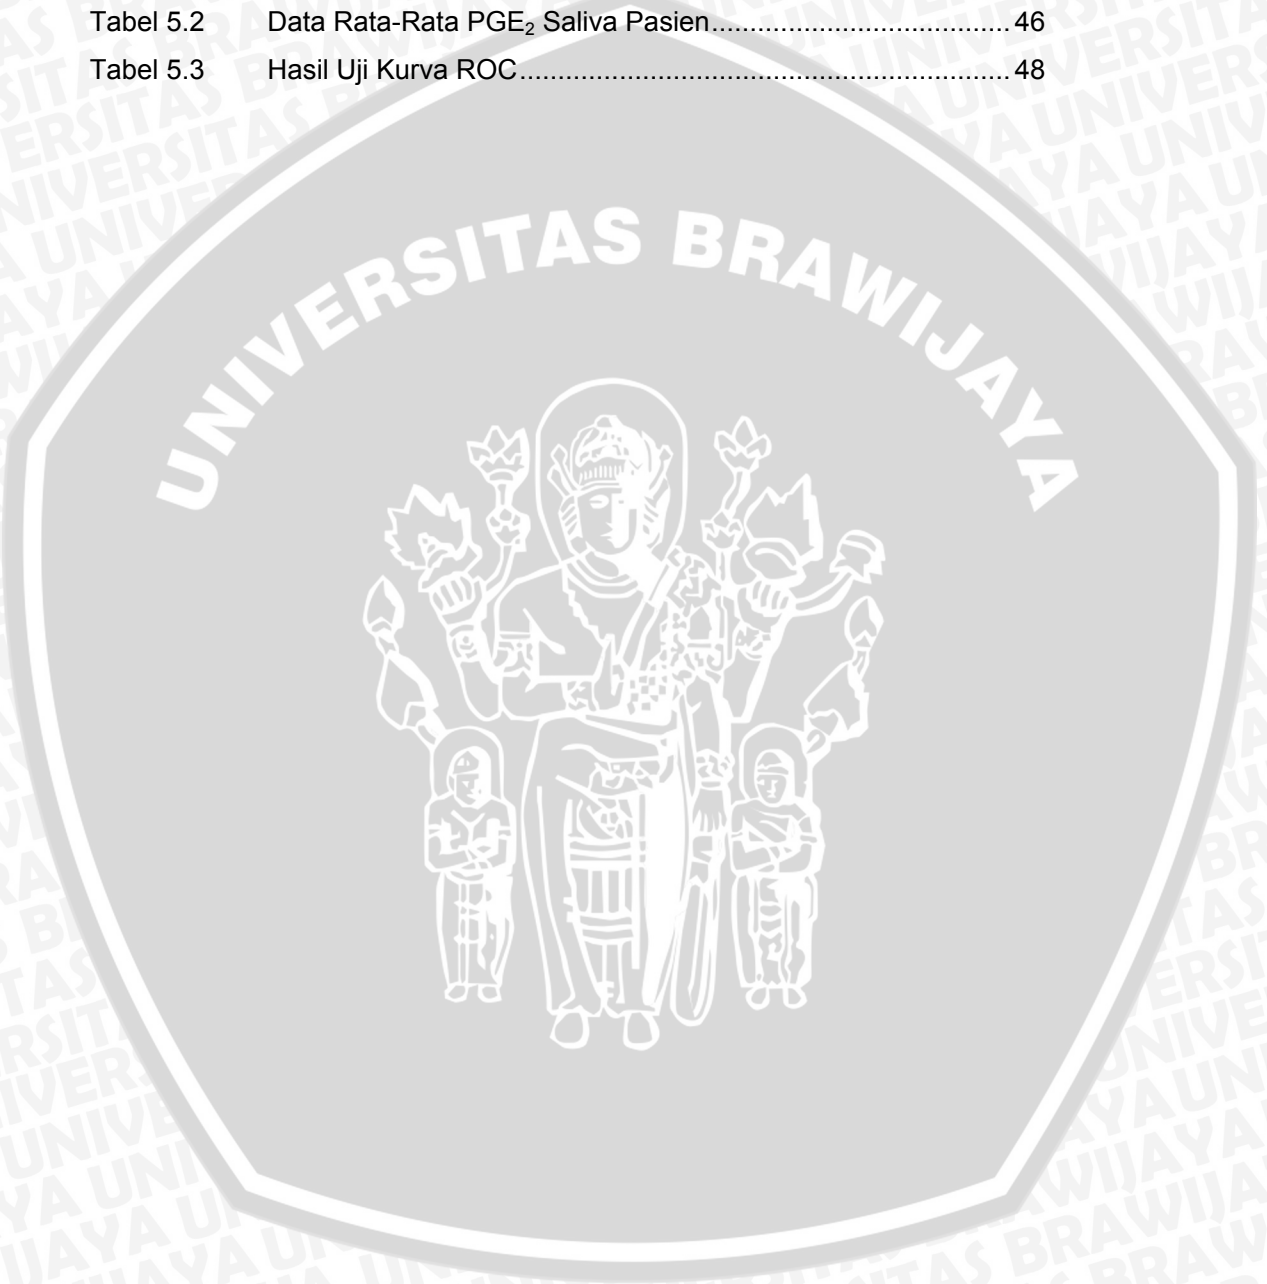 Tabel 5.2 Data Rata-Rata PGE₂ Saliva Pasien.......................................46
Tabel 5.3 Hasil Uji Kurva ROC................................................................48
UNIVERSITAS BRAWIJAYA